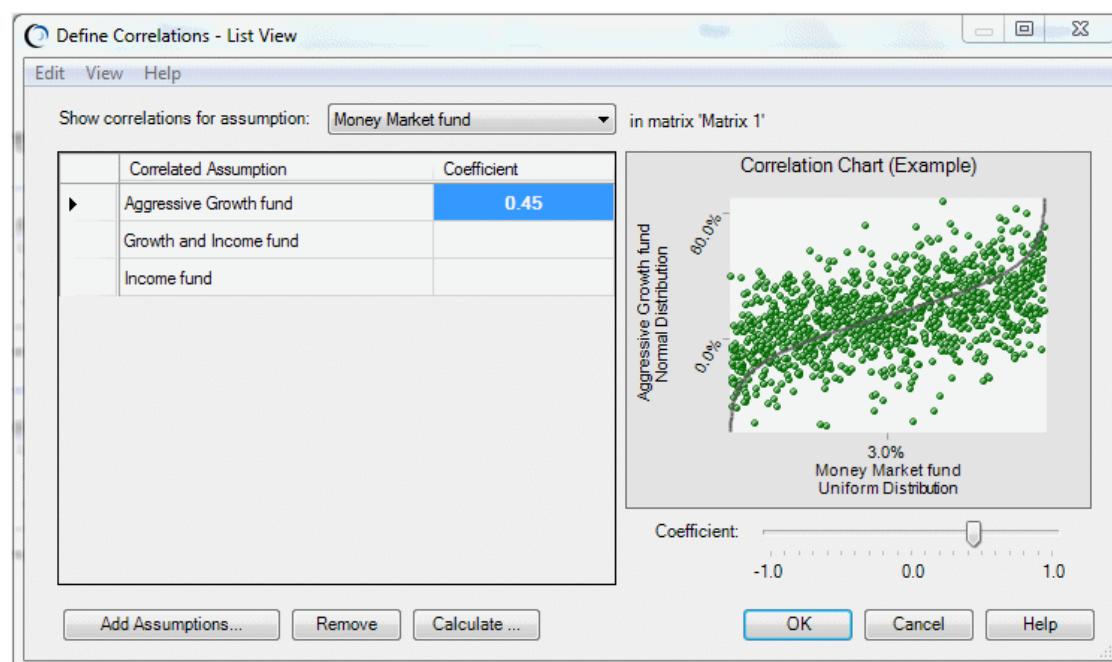 Define Correlations - List View
Edit View Help
Show correlations for assumption: Money Market fund in matrix 'Matrix 1'
Correlated Assumption Coefficient
Aggressive Growth fund 0.45
Growth and Income fund
Income fund
Correlation Chart (Example)
Aggressive Growth fund
Normal Distribution
80.0%
0.0%
3.0%
Money Market fund
Uniform Distribution
Coefficient:
-1.0 0.0 1.0
Add Assumptions... Remove Calculate ... OK Cancel Help